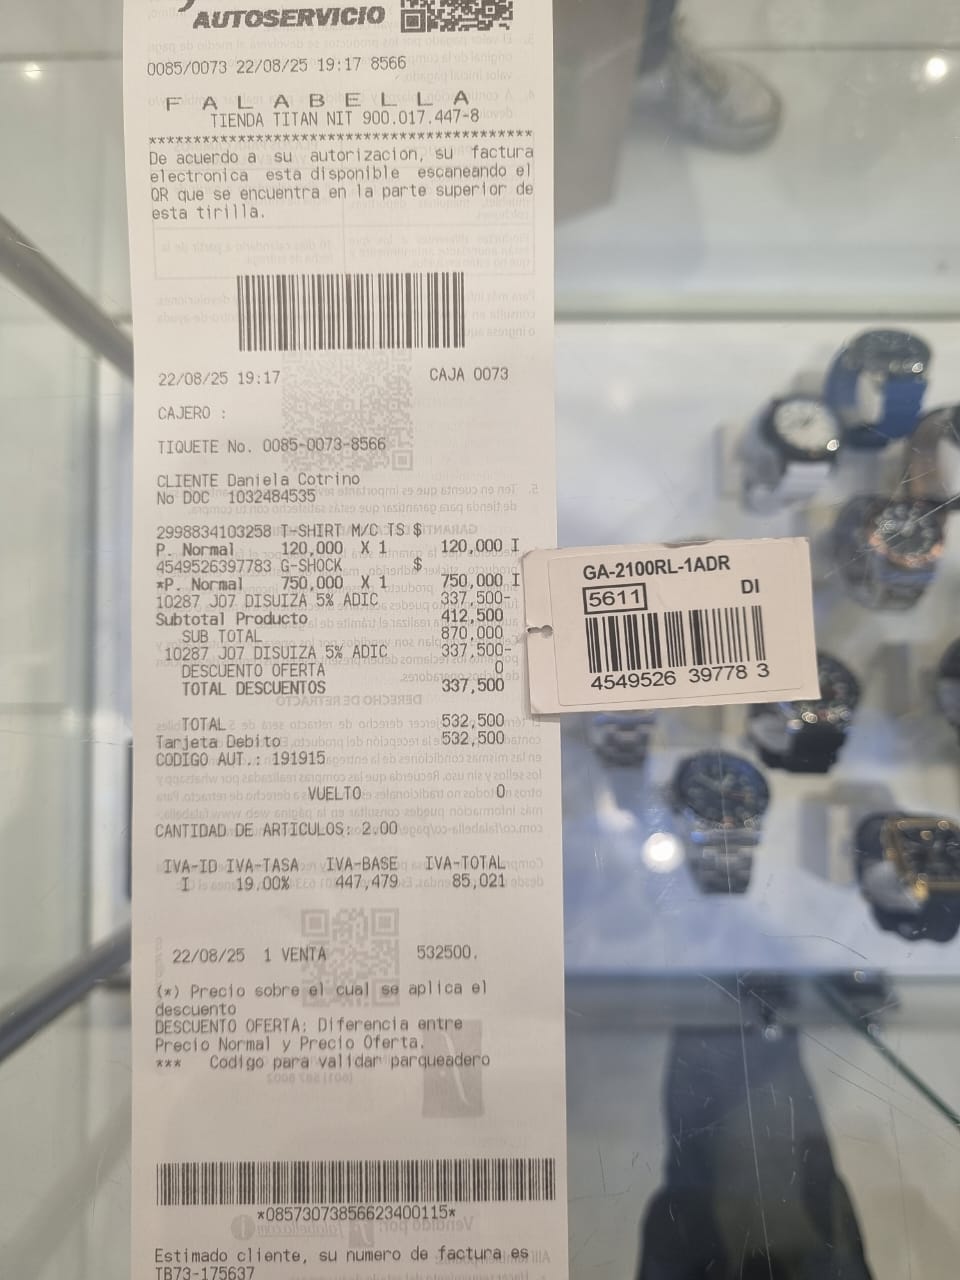 AUTOSERVICIO
0085/0073 22/08/25 19:17 8566
F A L A B E L L A
TIENDA TITAN NIT 900.017.447-8
****************************************
De acuerdo a su autorizacion, su factura
electronica esta disponible escaneando el
QR que se encuentra en la parte superior de
esta tirilla.
22/08/25 19:17 CAJA 0073
CAJERO :
TIQUETE No. 0085-0073-8566
CLIENTE Daniela Cotrino
No DOC 1032484535
2998834103258 T-SHIRT M/C TS $
P. Normal 120,000 X 1 120,000 I
4549526397783 G-SHOCK $
*P. Normal 750,000 X 1 750,000 I
10287 J07 DISUIZA 5% ADIC 337,500-
Subtotal Producto 412,500
SUB TOTAL 870,000
10287 J07 DISUIZA 5% ADIC 337,500-
DESCUENTO OFERTA 0
TOTAL DESCUENTOS 337,500
TOTAL 532,500
Tarjeta Debito 532,500
CODIGO AUT.: 191915
VUELTO 0
CANTIDAD DE ARTICULOS: 2.00
IVA-ID IVA-TASA IVA-BASE IVA-TOTAL
I 19.00% 447,479 85,021
22/08/25 1 VENTA 532500.
(*) Precio sobre el cual se aplica el
descuento
DESCUENTO OFERTA: Diferencia entre
Precio Normal y Precio Oferta.
*** Codigo para validar parqueadero
*08573073856623400115*
Estimado cliente, su numero de factura es
TB73-175637
GA-2100RL-1ADR
5611 DI
4549526 39778 3